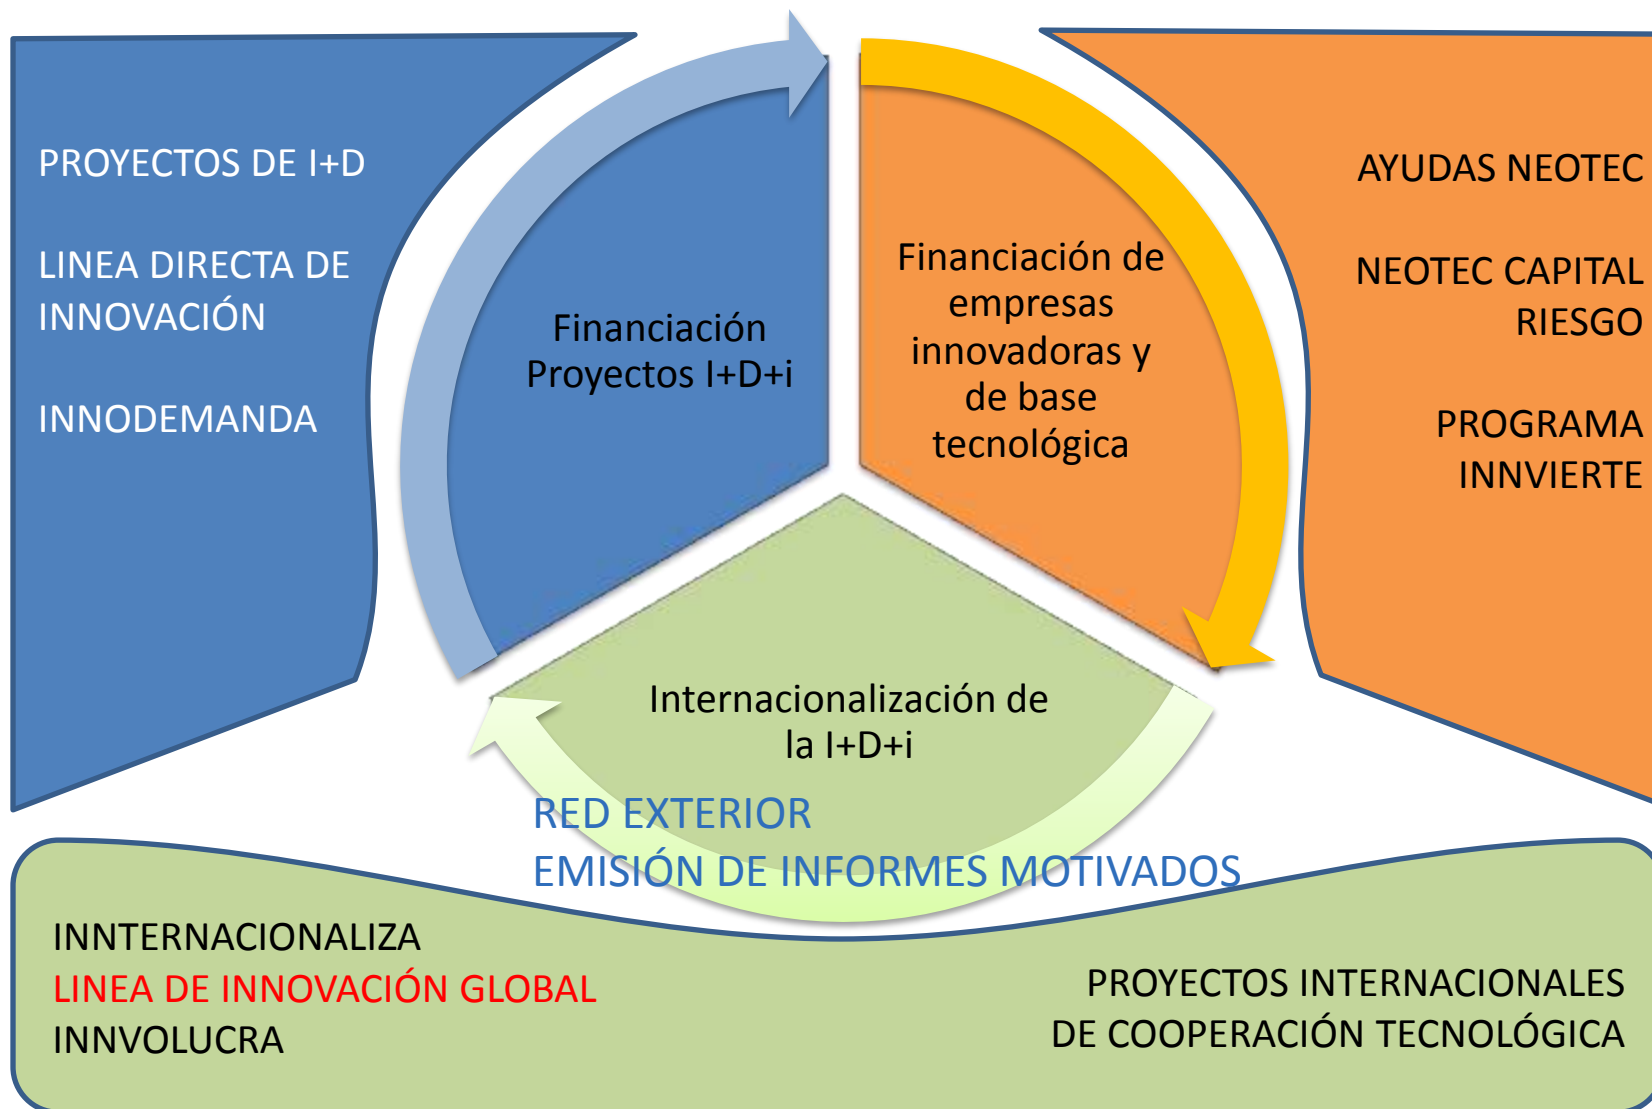 PROYECTOS DE I+D
LINEA DIRECTA DE
INNOVACIÓN
INNODEMANDA
Financiación
Proyectos I+D+i
Financiación de
empresas
innovadoras y
de base
tecnológica
AYUDAS NEOTEC
NEOTEC CAPITAL
RIESGO
PROGRAMA
INNVIERTE
Internacionalización de
la I+D+i
RED EXTERIOR
EMISIÓN DE INFORMES MOTIVADOS
INNTERNACIONALIZA
LINEA DE INNOVACIÓN GLOBAL
INNVOLUCRA
PROYECTOS INTERNACIONALES
DE COOPERACIÓN TECNOLÓGICA